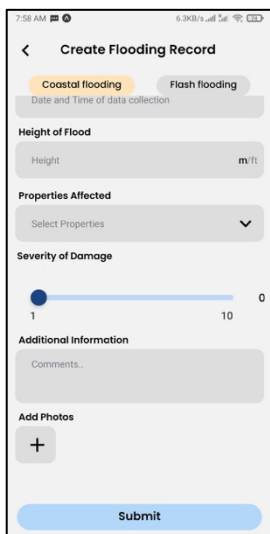 7:58 AM 6.3KB/s
Create Flooding Record
Coastal flooding Flash flooding
Date and Time of data collection
Height of Flood
Height m/ft
Properties Affected
Select Properties
Severity of Damage
0
1 10
Additional Information
Comments..
Add Photos
+
Submit